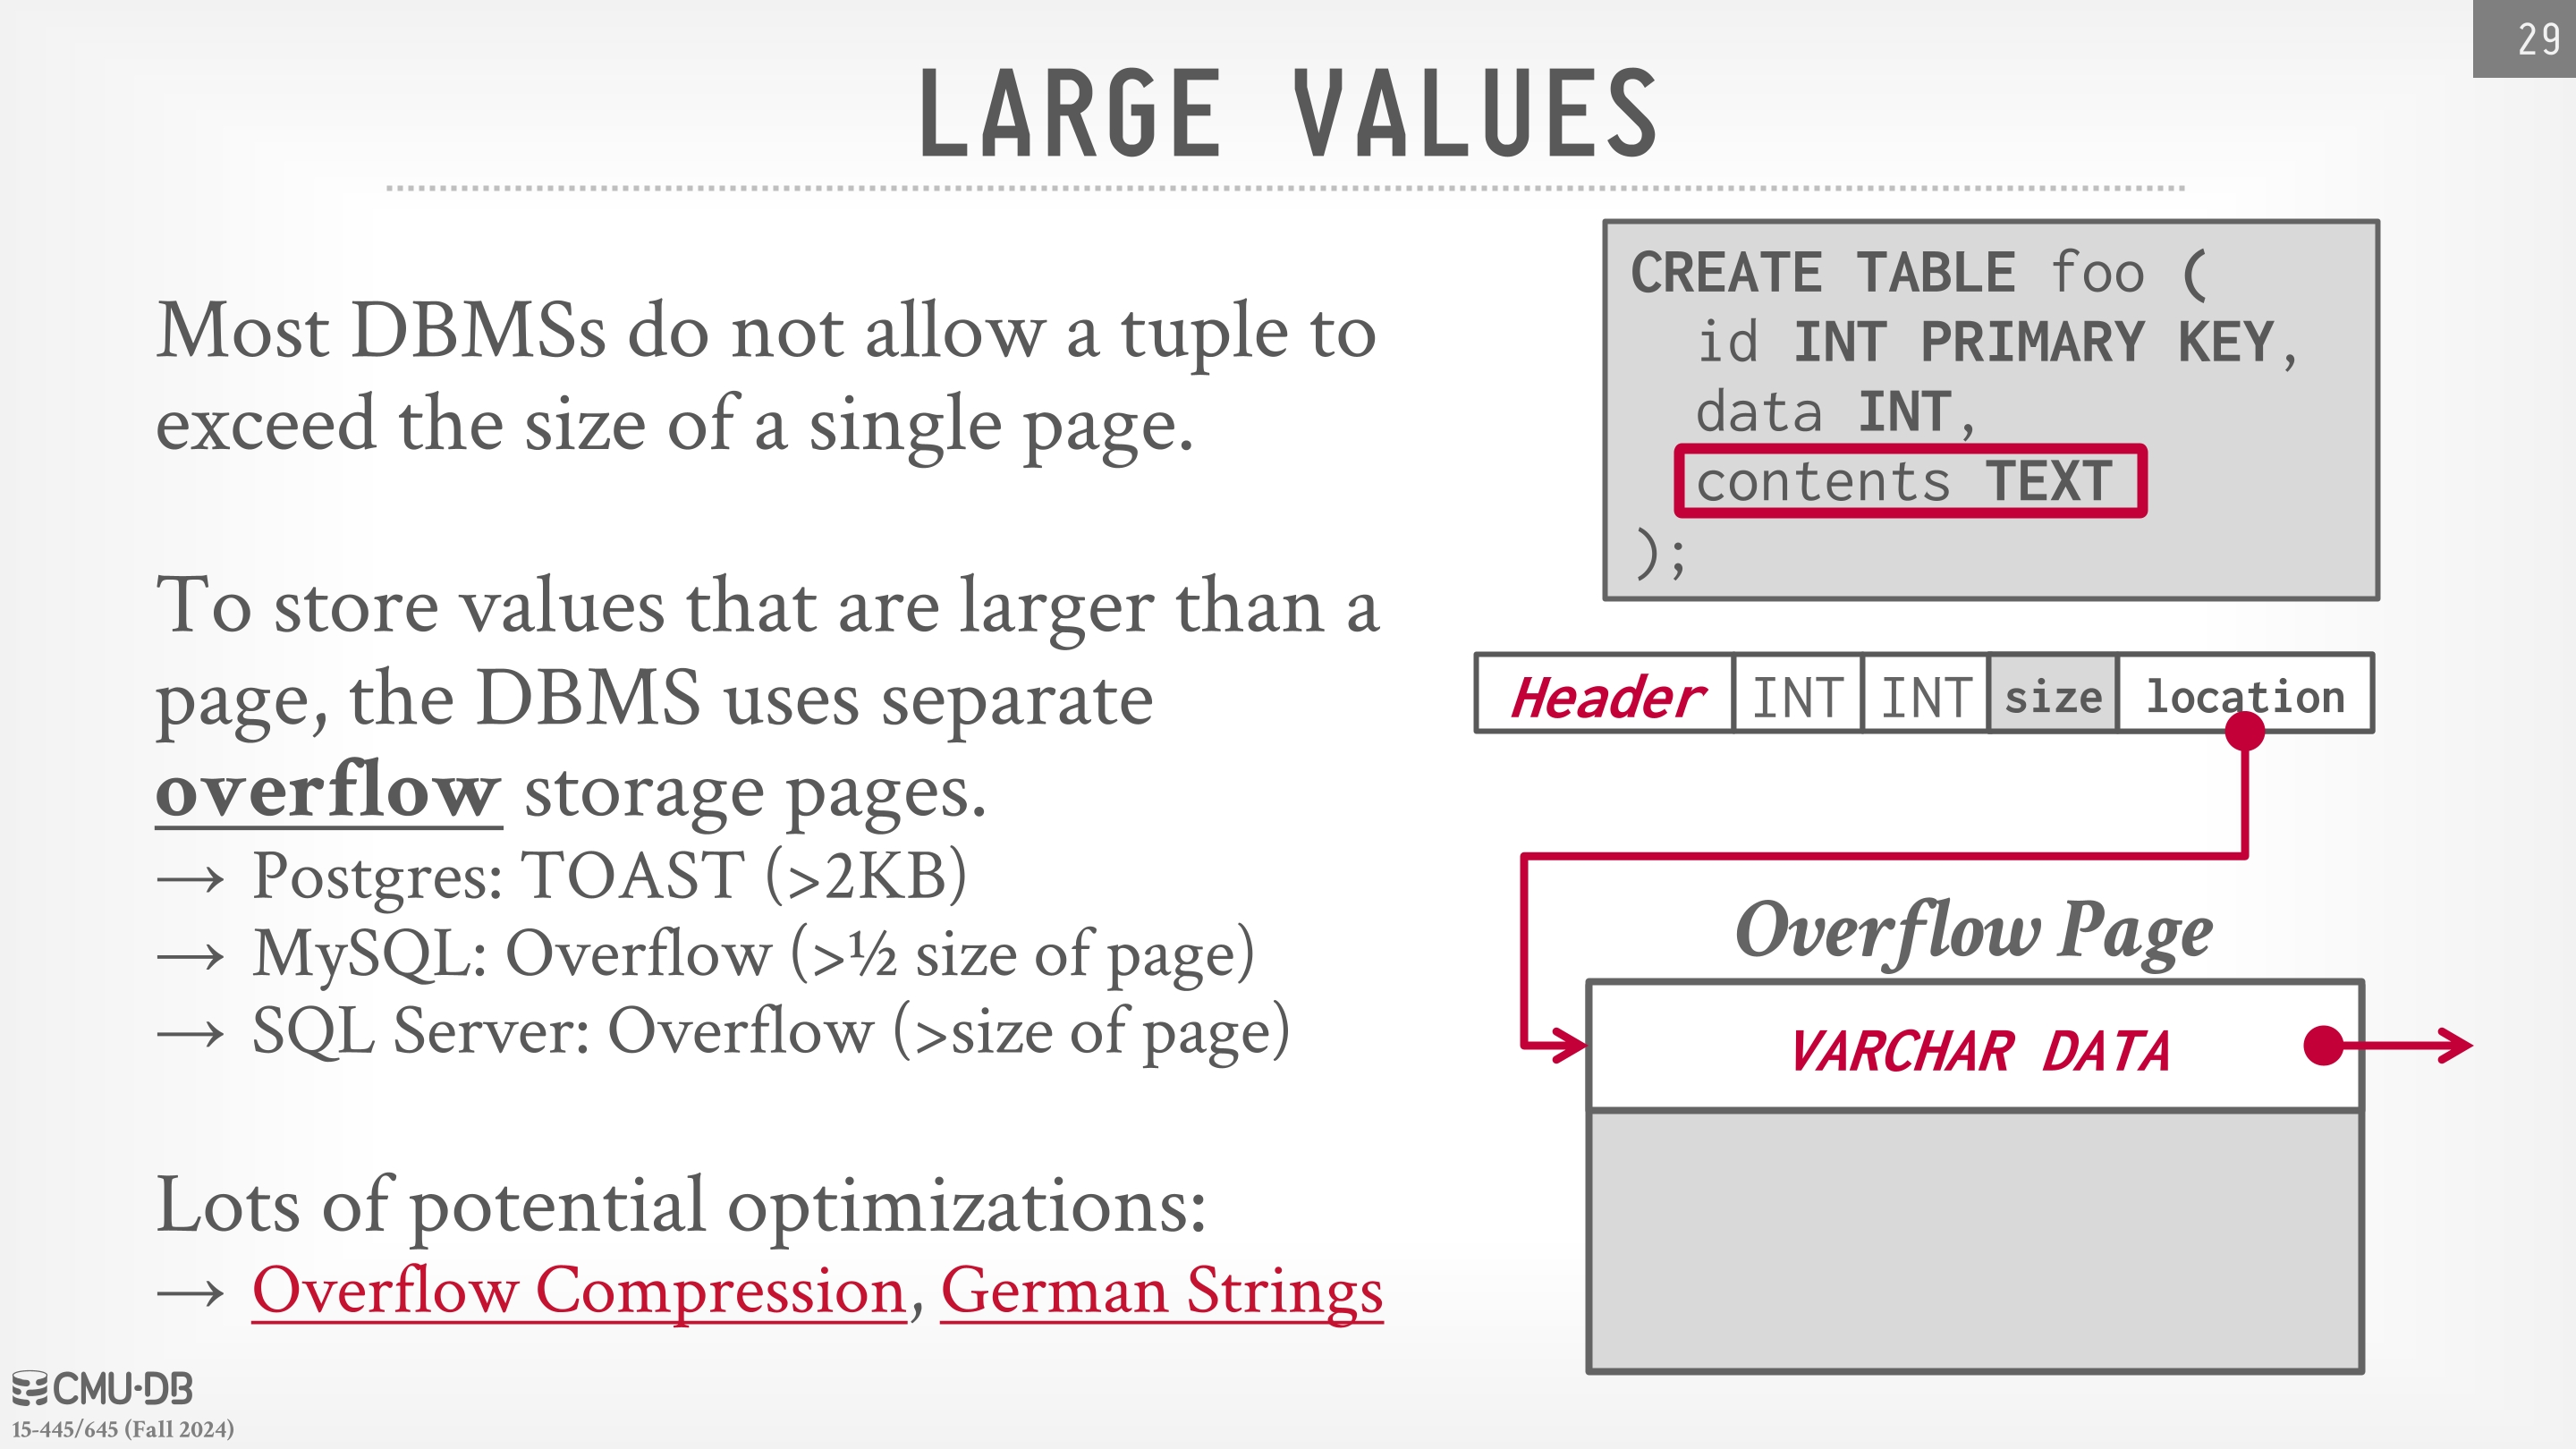 29
LARGE VALUES
Most DBMSs do not allow a tuple to
exceed the size of a single page.
To store values that are larger than a
page, the DBMS uses separate
overflow storage pages.
→ Postgres: TOAST (>2KB)
→ MySQL: Overflow (>½ size of page)
→ SQL Server: Overflow (>size of page)
Lots of potential optimizations:
→ Overflow Compression, German Strings
CREATE TABLE foo (
id INT PRIMARY KEY,
data INT,
contents TEXT
);
Header INT INT size location
Overflow Page
VARCHAR DATA
CMU·DB
15-445/645 (Fall 2024)